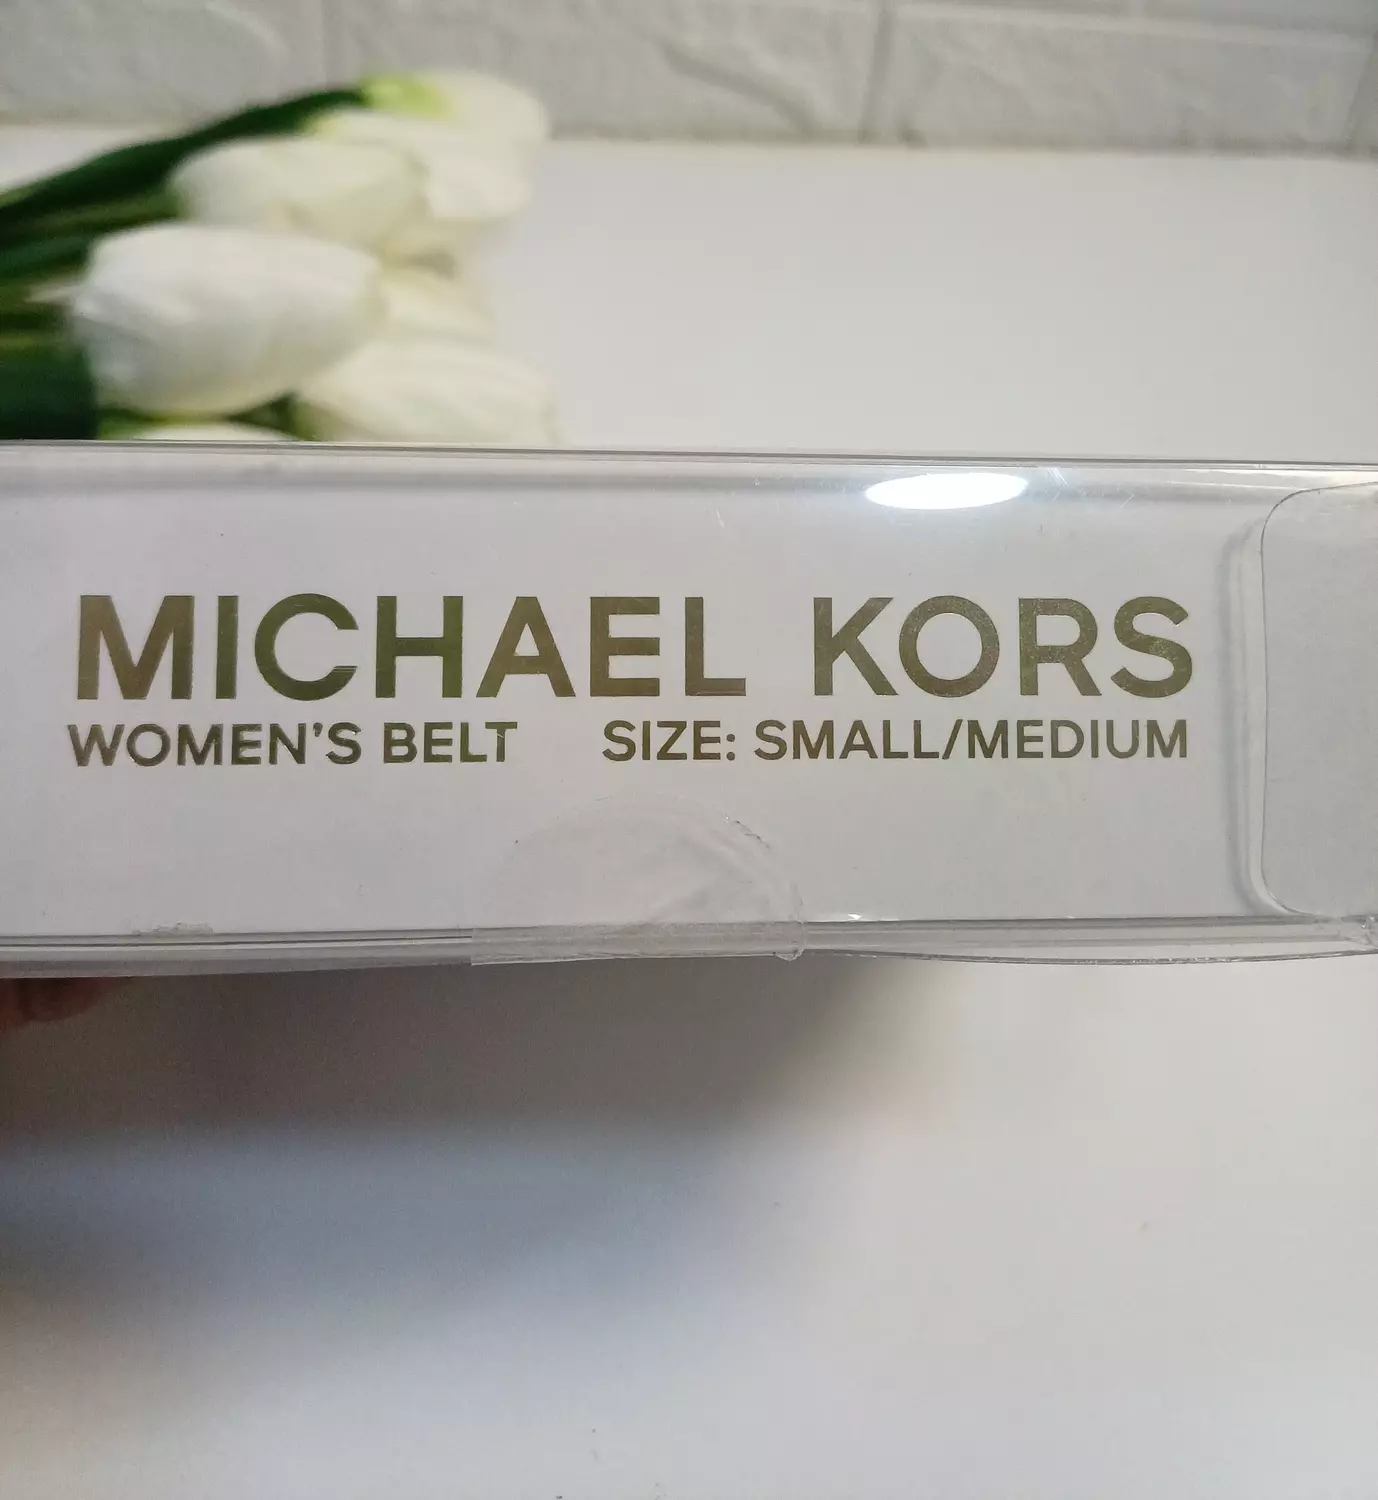 MICHAEL KORS
WOMEN'S BELT SIZE: SMALL/MEDIUM